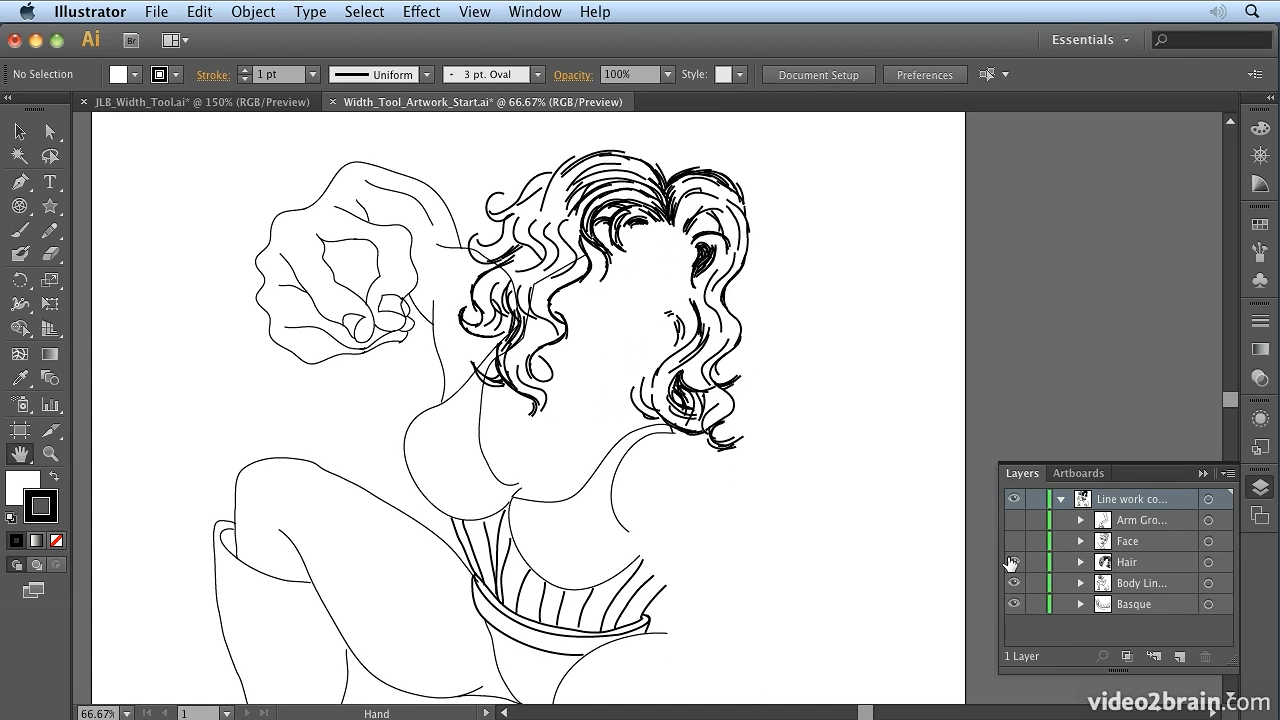 Illustrator File Edit Object Type Select Effect View Window Help
Ai Br Essentials
No Selection Stroke: 1 pt Uniform 3 pt. Oval Opacity: 100% Style: Document Setup Preferences
× JLB_Width_Tool.ai* @ 150% (RGB/Preview) × Width_Tool_Artwork_Start.ai* @ 66.67% (RGB/Preview)
T
Layers Artboards
Line work co...
Arm Gro...
Face
Hair
Body Lin...
Basque
1 Layer
video2brain.com
66.67% 1 Hand